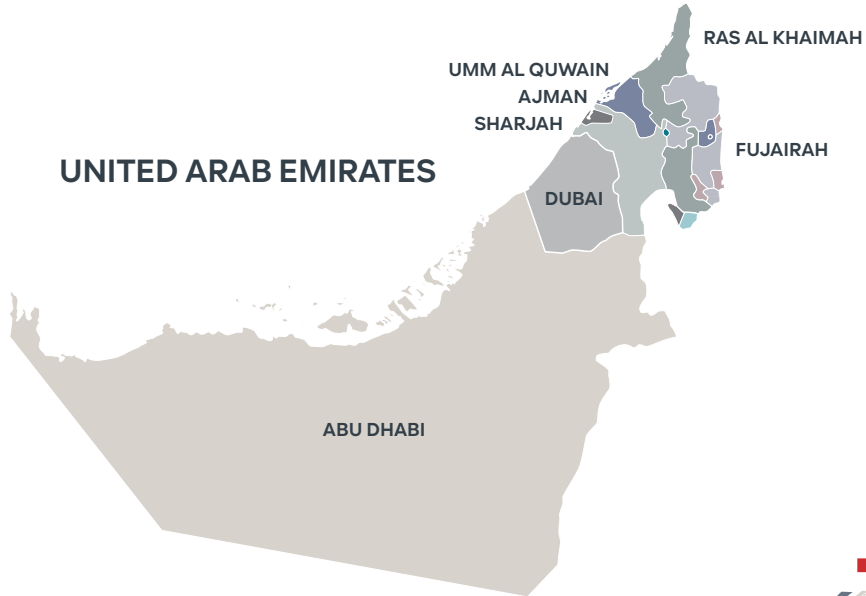 RAS AL KHAIMAH
UMM AL QUWAIN
AJMAN
SHARJAH
FUJAIRAH
UNITED ARAB EMIRATES
DUBAI
ABU DHABI